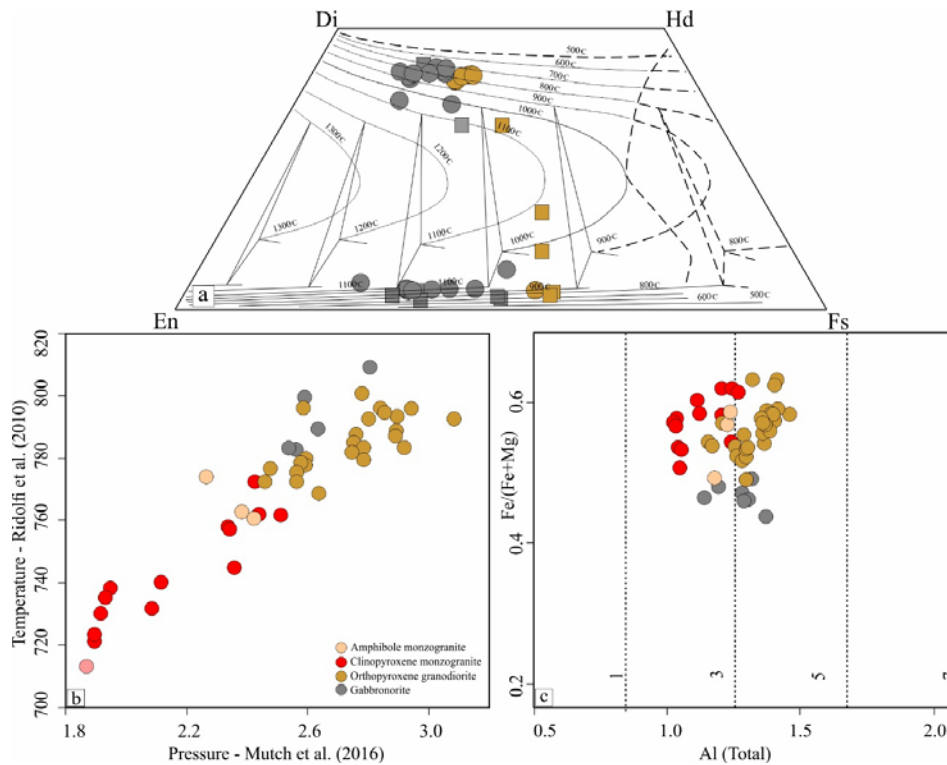 Di Hd
500C
600C
700C
800C
900C
1000C
1100C
1200C
1300C
1300C
1200C
1100C
1000C
900C
800C
1100C
1100C
900C
800C
600C
500C
a
En Fs
Temperature - Ridolfi et al. (2010)
820
800
780
760
740
720
700
Amphibole monzogranite
Clinopyroxene monzogranite
Orthopyroxene granodiorite
Gabbronorite
b
1.8 2.2 2.6 3.0
Pressure - Mutch et al. (2016)
Fe/(Fe+Mg)
0.6
0.4
0.2
1 3 5
c
0.5 1.0 1.5 2.0
Al (Total)